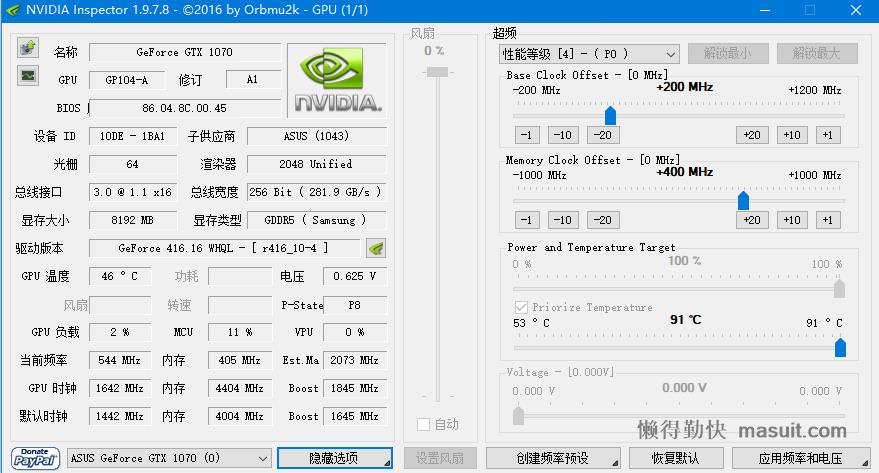 NVIDIA Inspector 1.9.7.8 - ©2016 by Orbmu2k - GPU (1/1)
名称 GeForce GTX 1070
GPU GP104-A 修订 A1
BIOS 86.04.8C.00.45
NVIDIA.
设备 ID 10DE - 1BA1 子供应商 ASUS (1043)
光栅 64 渲染器 2048 Unified
总线接口 3.0 @ 1.1 x16 总线宽度 256 Bit ( 281.9 GB/s )
显存大小 8192 MB 显存类型 GDDR5 ( Samsung )
驱动版本 GeForce 416.16 WHQL - [ r416_10-4 ]
GPU 温度 46 ° C 功耗 电压 0.625 V
风扇 转速 P-State P8
GPU 负载 2 % MCU 11 % VPU 0 %
当前频率 544 MHz 内存 405 MHz Est.Ma 2073 MHz
GPU 时钟 1642 MHz 内存 4404 MHz Boost 1845 MHz
默认时钟 1442 MHz 内存 4004 MHz Boost 1645 MHz
Donate
PayPal
ASUS GeForce GTX 1070 (0)
隐藏选项
风扇
0 %
自动
设置风扇
超频
性能等级 [4] - ( P0 ) 解锁最小 解锁最大
Base Clock Offset - [0 MHz]
-200 MHz +200 MHz +1200 MHz
-1 -10 -20 +20 +10 +1
Memory Clock Offset - [0 MHz]
-1000 MHz +400 MHz +1000 MHz
-1 -10 -20 +20 +10 +1
Power and Temperature Target
0 % 100 % 100 %
Priorize Temperature
53 ° C 91 °C 91 ° C
Voltage - [0.000V]
0.000 V 0.000 V 0.000 V
懒得勤快 masuit.com
创建频率预设 恢复默认 应用频率和电压